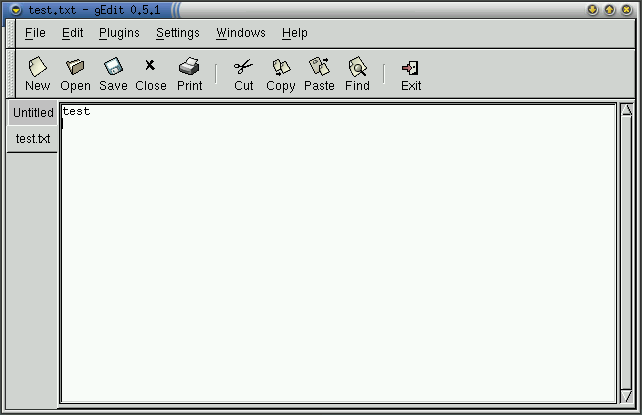 test.txt - gEdit 0.5.1
File Edit Plugins Settings Windows Help
New Open Save Close Print Cut Copy Paste Find Exit
Untitled
test.txt
test